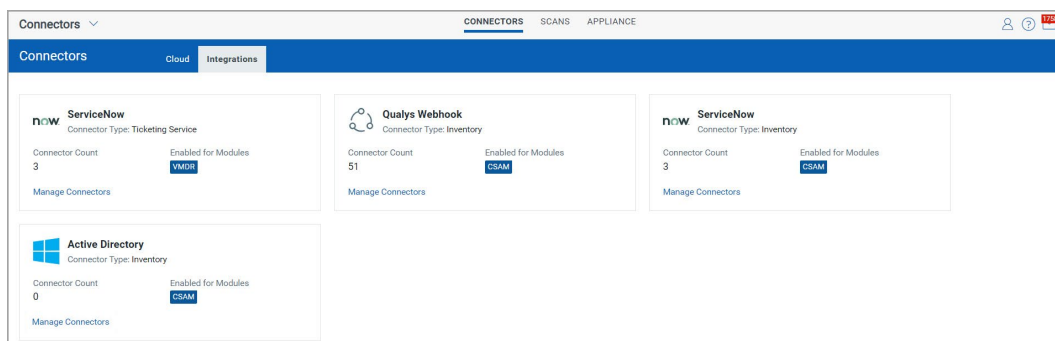 Connectors
CONNECTORS SCANS APPLIANCE
Connectors Cloud Integrations
now
ServiceNow
Connector Type: Ticketing Service
Connector Count Enabled for Modules
3 VMDR
Manage Connectors
Qualys Webhook
Connector Type: Inventory
Connector Count Enabled for Modules
51 CSAM
Manage Connectors
now
ServiceNow
Connector Type: Inventory
Connector Count Enabled for Modules
3 CSAM
Manage Connectors
Active Directory
Connector Type: Inventory
Connector Count Enabled for Modules
0 CSAM
Manage Connectors